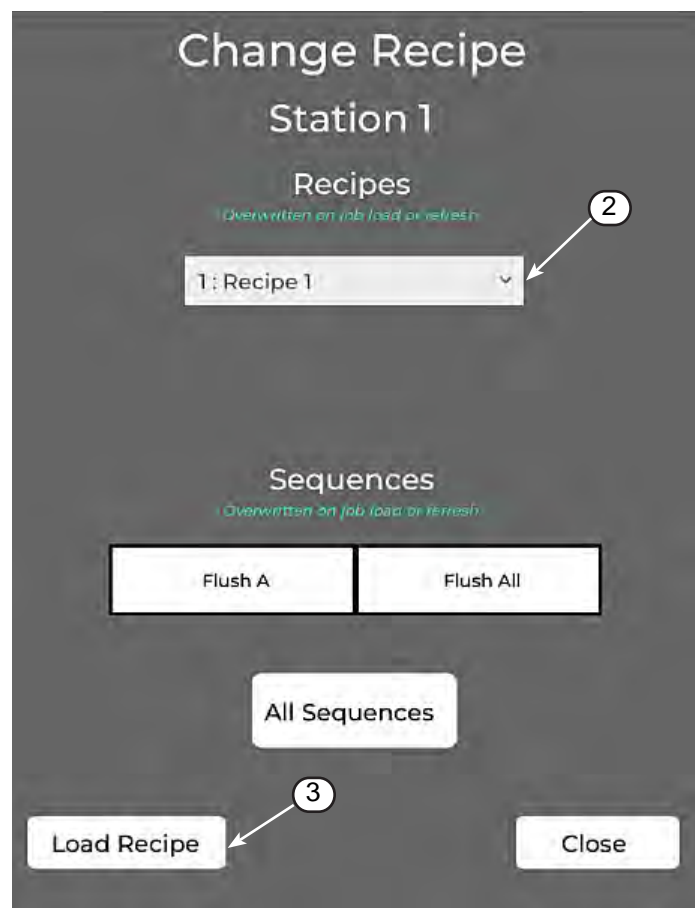 Change Recipe
Station 1
Recipes
Overwritten on job load or refresh
2
1 : Recipe 1
Sequences
Overwritten on job load or refresh
Flush A
Flush All
All Sequences
3
Load Recipe
Close